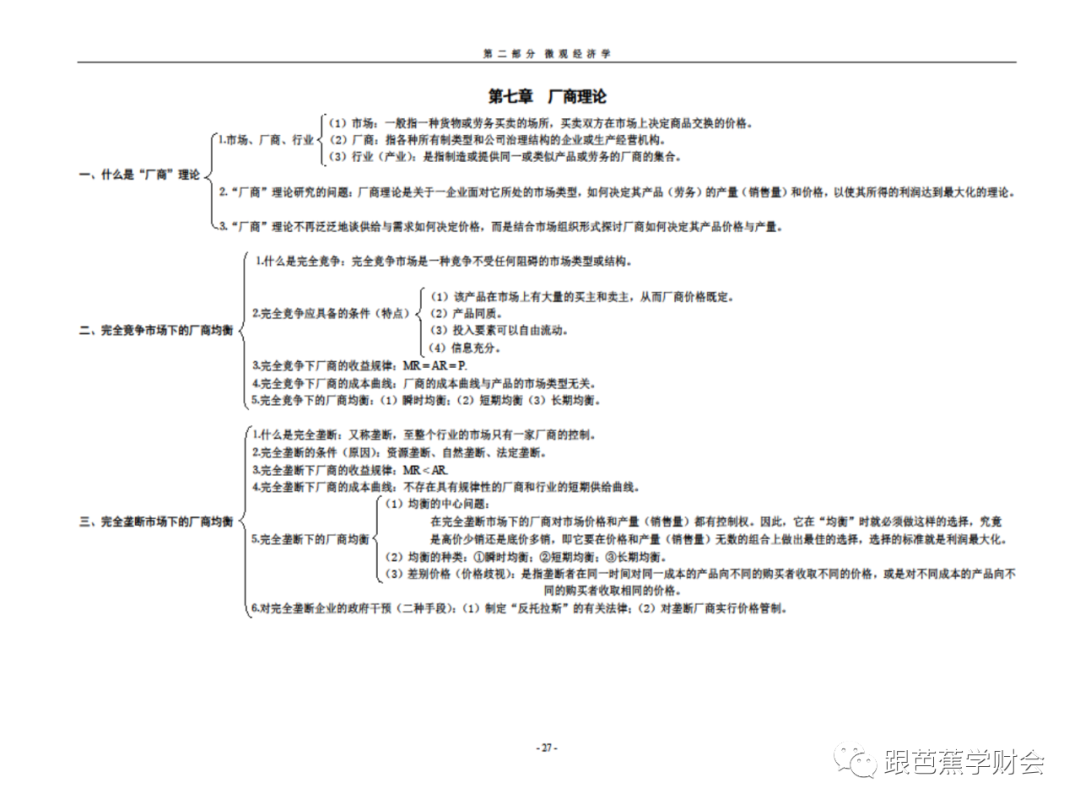 第二部分 微观经济学
第七章 厂商理论
一、什么是“厂商”理论
1.市场、厂商、行业
（1）市场：一般指一种货物或劳务买卖的场所，买卖双方在市场上决定商品交换的价格。
（2）厂商：指各种所有制类型和公司治理结构的企业或生产经营机构。
（3）行业（产业）：是指制造或提供同一或类似产品或劳务的厂商的集合。
2.“厂商”理论研究的问题：厂商理论是关于一企业面对它所处的市场类型，如何决定其产品（劳务）的产量（销售量）和价格，以使其所得的利润达到最大化的理论。
3.“厂商”理论不再泛泛地谈供给与需求如何决定价格，而是结合市场组织形式探讨厂商如何决定其产品价格与产量。
二、完全竞争市场下的厂商均衡
1.什么是完全竞争：完全竞争市场是一种竞争不受任何阻碍的市场类型或结构。
2.完全竞争应具备的条件（特点）
（1）该产品在市场上有大量的买主和卖主，从而厂商价格既定。
（2）产品同质。
（3）投入要素可以自由流动。
（4）信息充分。
3.完全竞争下厂商的收益规律：MR＝AR＝P.
4.完全竞争下厂商的成本曲线：厂商的成本曲线与产品的市场类型无关。
5.完全竞争下的厂商均衡：（1）瞬时均衡；（2）短期均衡（3）长期均衡。
三、完全垄断市场下的厂商均衡
1.什么是完全垄断：又称垄断，至整个行业的市场只有一家厂商的控制。
2.完全垄断的条件（原因）：资源垄断、自然垄断、法定垄断。
3.完全垄断下厂商的收益规律：MR＜AR.
4.完全垄断下厂商的成本曲线：不存在具有规律性的厂商和行业的短期供给曲线。
5.完全垄断下的厂商均衡
（1）均衡的中心问题：
在完全垄断市场下的厂商对市场价格和产量（销售量）都有控制权。因此，它在“均衡”时就必须做这样的选择，究竟
是高价少销还是底价多销，即它要在价格和产量（销售量）无数的组合上做出最佳的选择，选择的标准就是利润最大化。
（2）均衡的种类：①瞬时均衡；②短期均衡；③长期均衡。
（3）差别价格（价格歧视）：是指垄断者在同一时间对同一成本的产品向不同的购买者收取不同的价格，或是对不同成本的产品向不
同的购买者收取相同的价格。
6.对完全垄断企业的政府干预（二种手段）：（1）制定“反托拉斯”的有关法律；（2）对垄断厂商实行价格管制。
- 27 -
跟芭蕉学财会